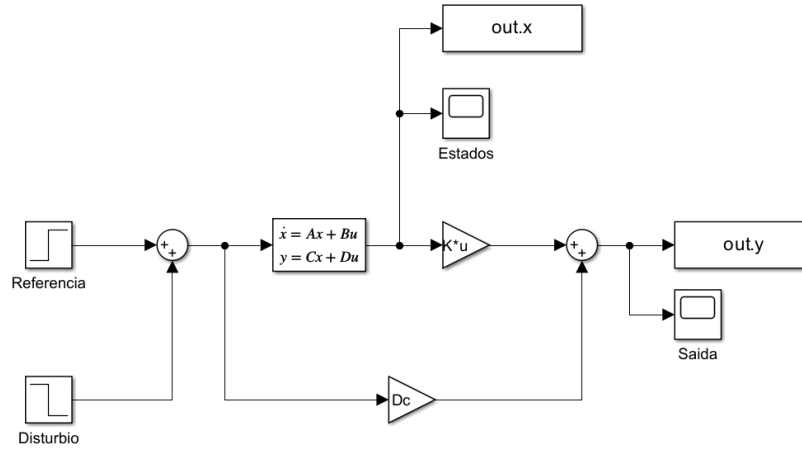 out.x
Estados
+
+
ẋ = Ax + Bu
y = Cx + Du
K*u
+
+
out.y
Referencia
Saida
Dc
Disturbio